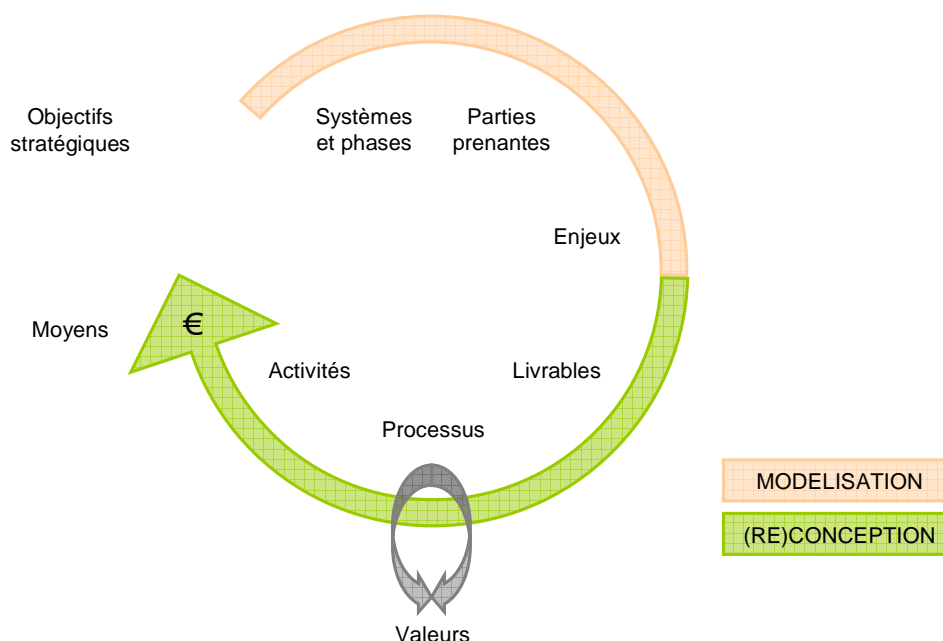 Objectifs
stratégiques
Systèmes
et phases
Parties
prenantes
Enjeux
Moyens
€
Activités
Livrables
Processus
MODELISATION
(RE)CONCEPTION
Valeurs